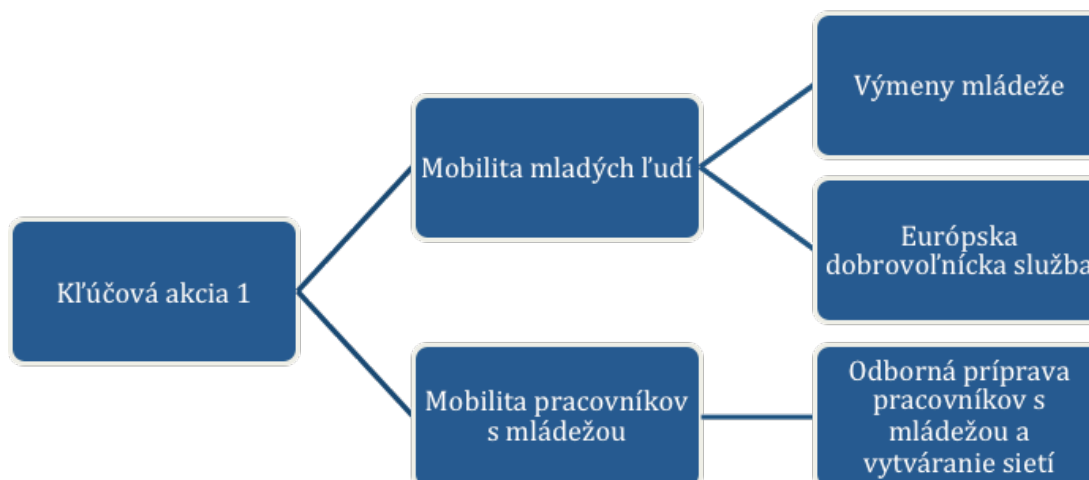 Kľúčová akcia 1
Mobilita mladých ľudí
Výmeny mládeže
Európska
dobrovoľnícka služba
Mobilita pracovníkov
s mládežou
Odborná príprava
pracovníkov s
mládežou a
vytváranie sietí